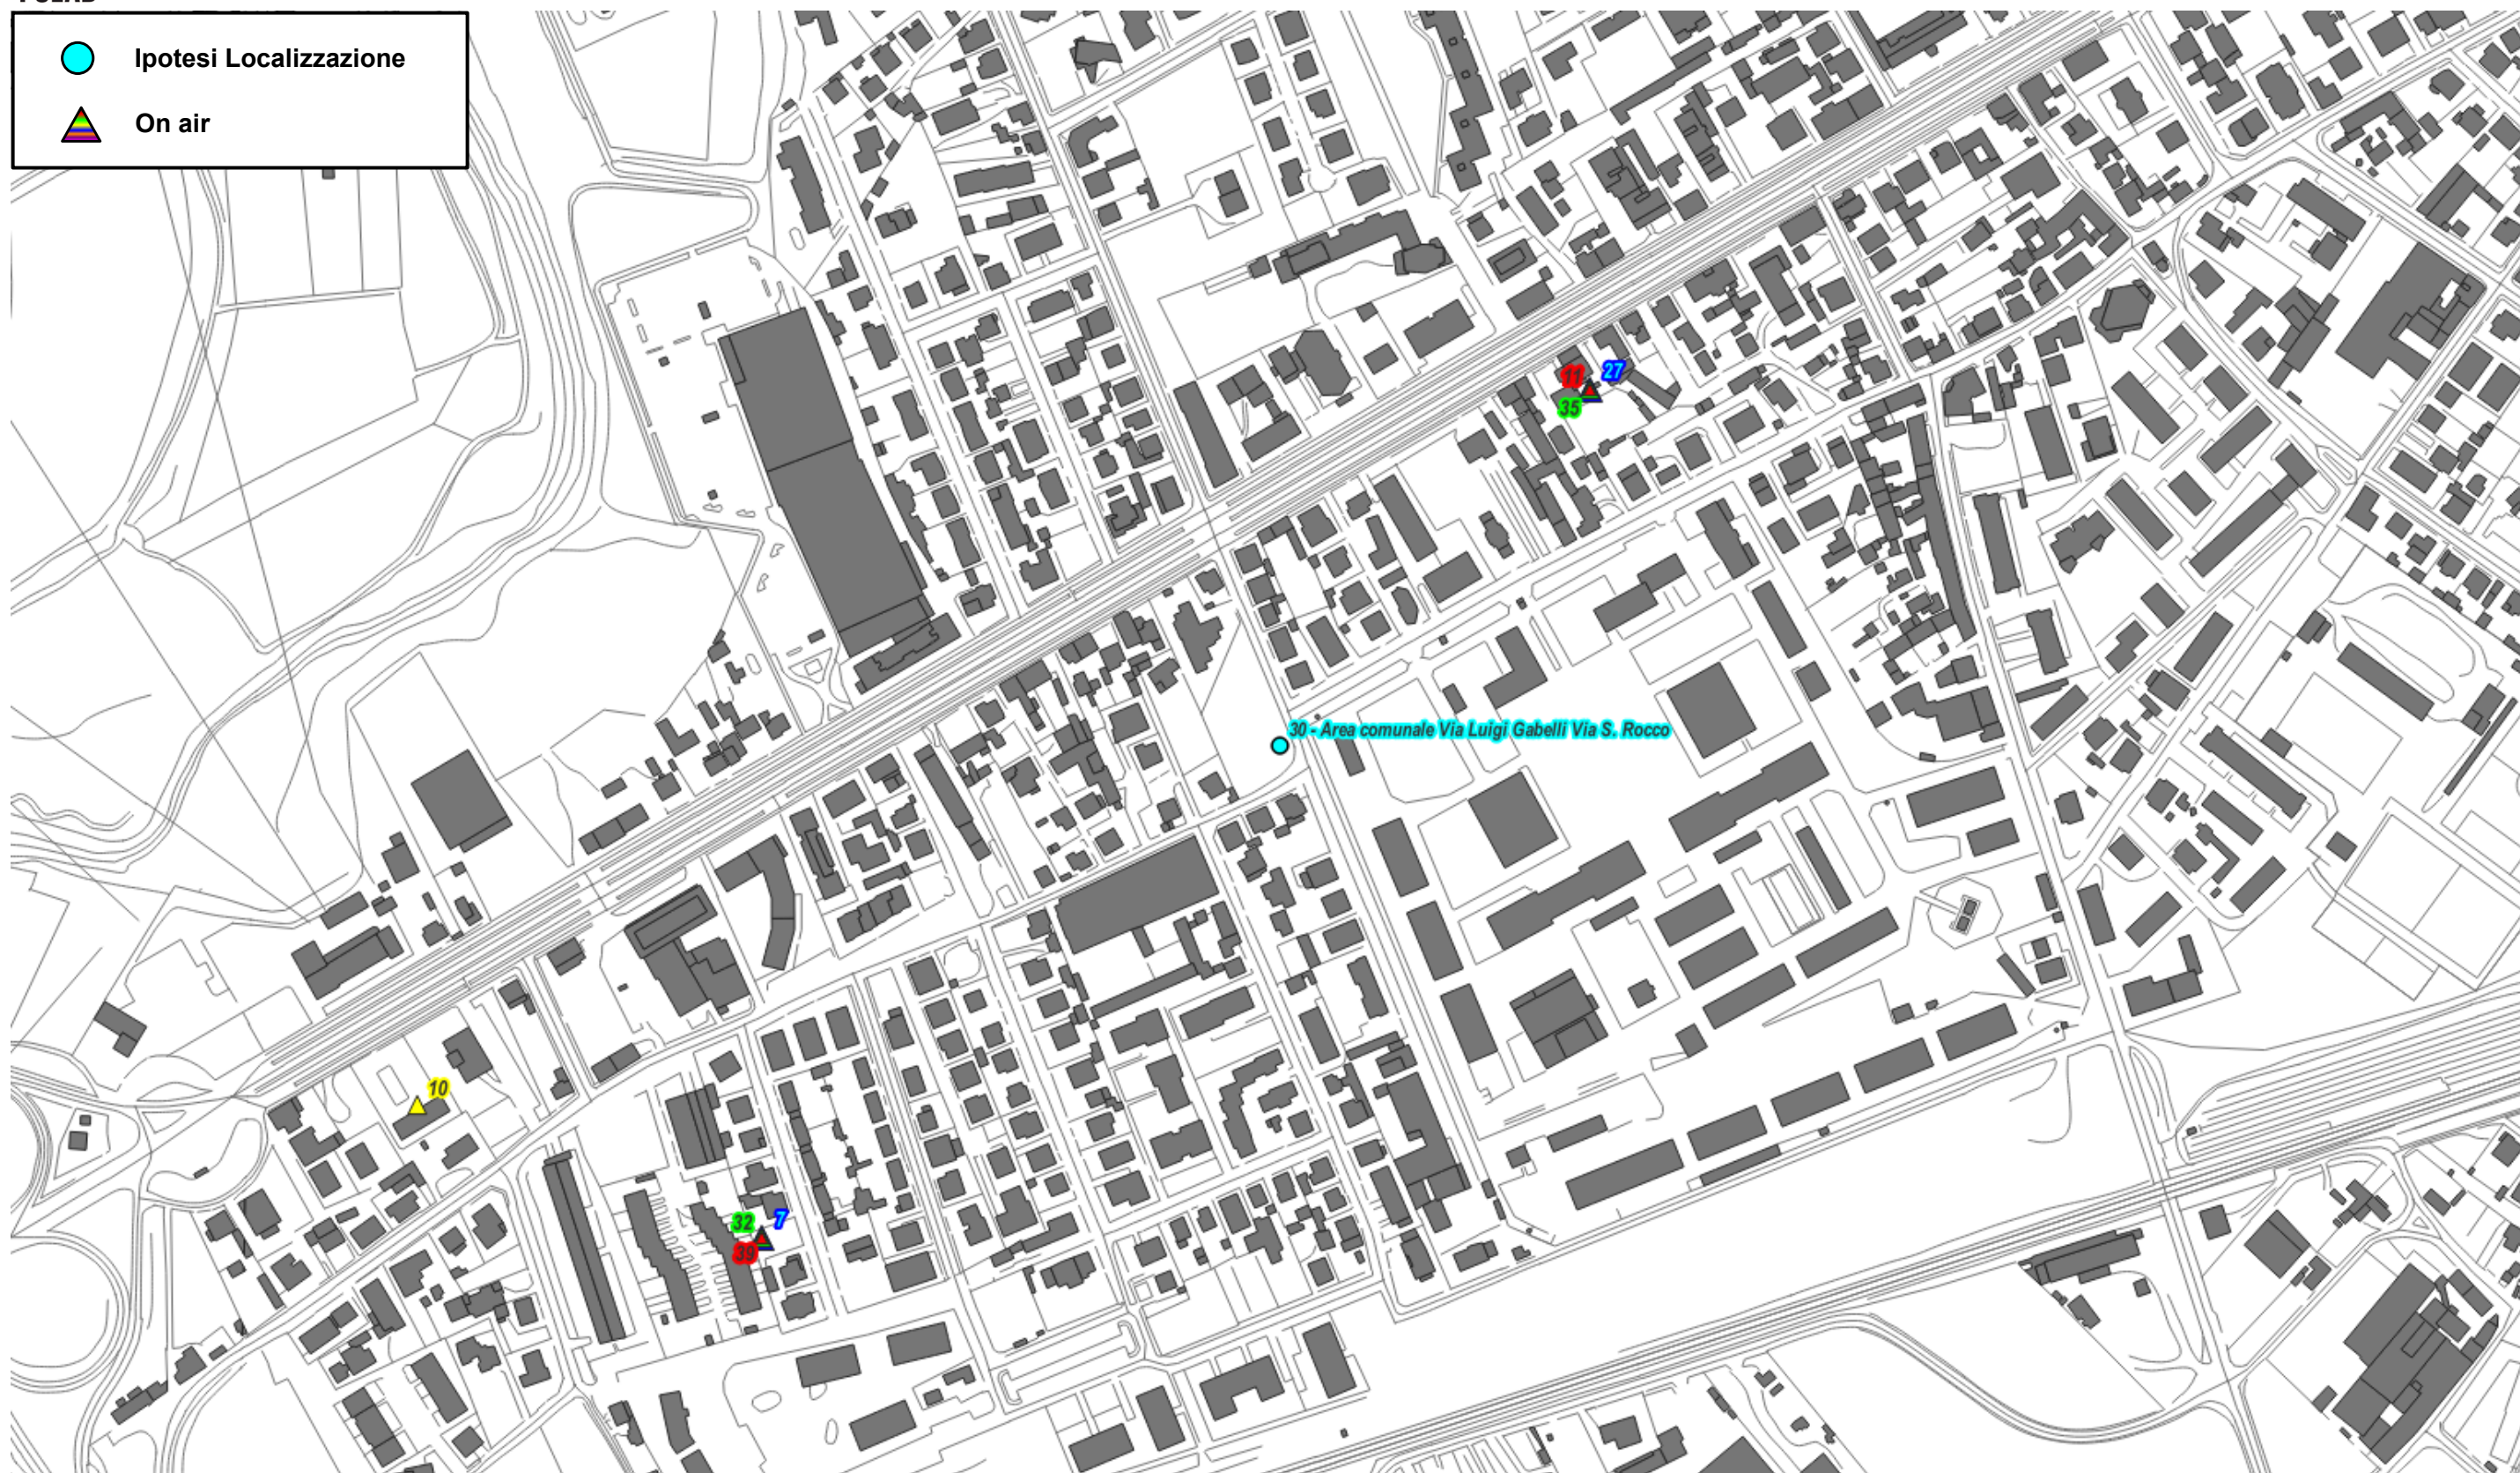 Ipotesi Localizzazione
On air
11
27
35
30 - Area comunale Via Luigi Gabelli Via S. Rocco
10
32
7
39